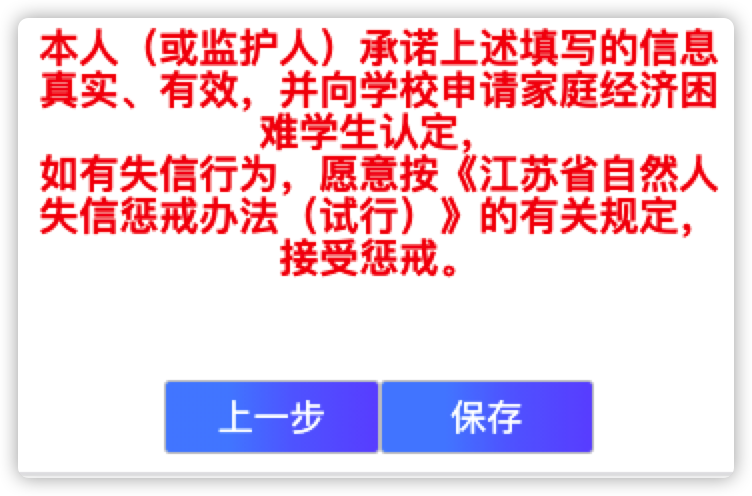 本人（或监护人）承诺上述填写的信息
真实、有效，并向学校申请家庭经济困
难学生认定，
如有失信行为，愿意按《江苏省自然人
失信惩戒办法（试行）》的有关规定，
接受惩戒。
上一步
保存